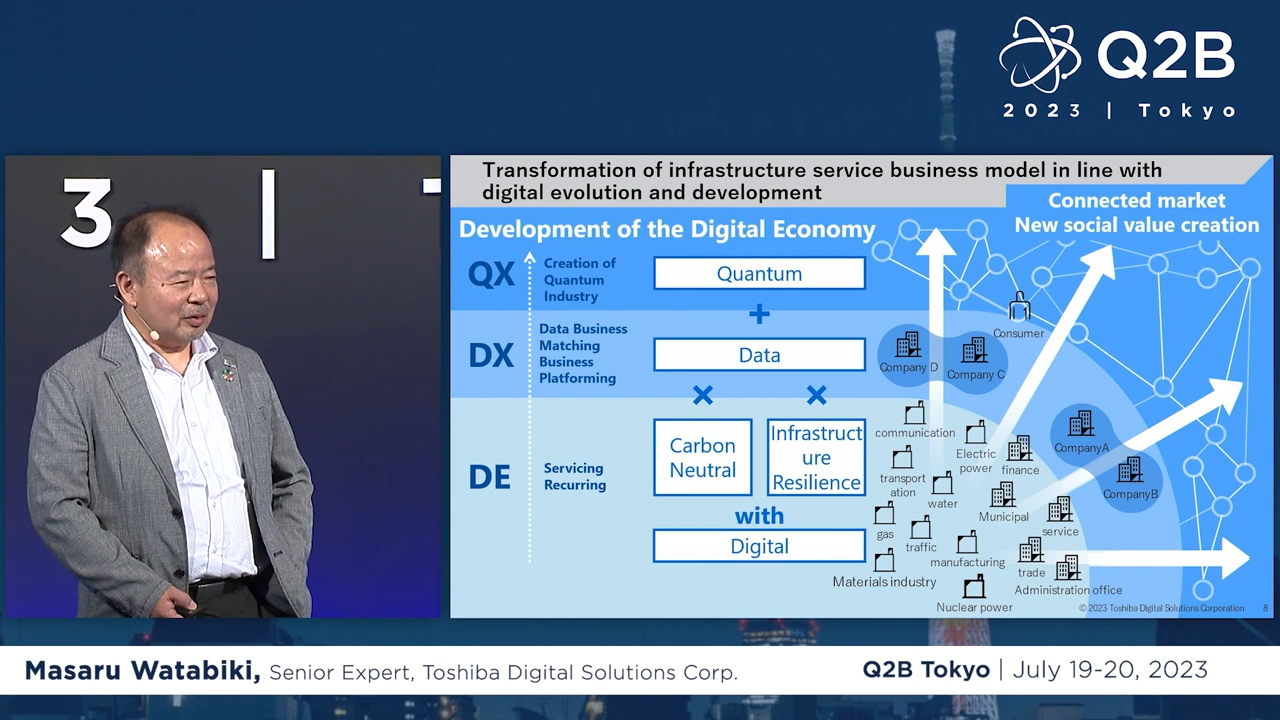 Q2B
2023 | Tokyo
3 |
Transformation of infrastructure service business model in line with
digital evolution and development
Connected market
New social value creation
Development of the Digital Economy
QX
Creation of
Quantum
Industry
Quantum
+
DX
Data Business
Matching
Business
Platforming
Data
× ×
DE
Servicing
Recurring
Carbon
Neutral
Infrastruct
ure
Resilience
with
Digital
Consumer
Company D
Company C
CompanyA
CompanyB
communication
Electric
power
finance
transport
ation
water
Municipal
service
gas
traffic
manufacturing
trade
Materials industry
Administration office
Nuclear power
© 2023 Toshiba Digital Solutions Corporation 8
Masaru Watabiki, Senior Expert, Toshiba Digital Solutions Corp.
Q2B Tokyo | July 19-20, 2023